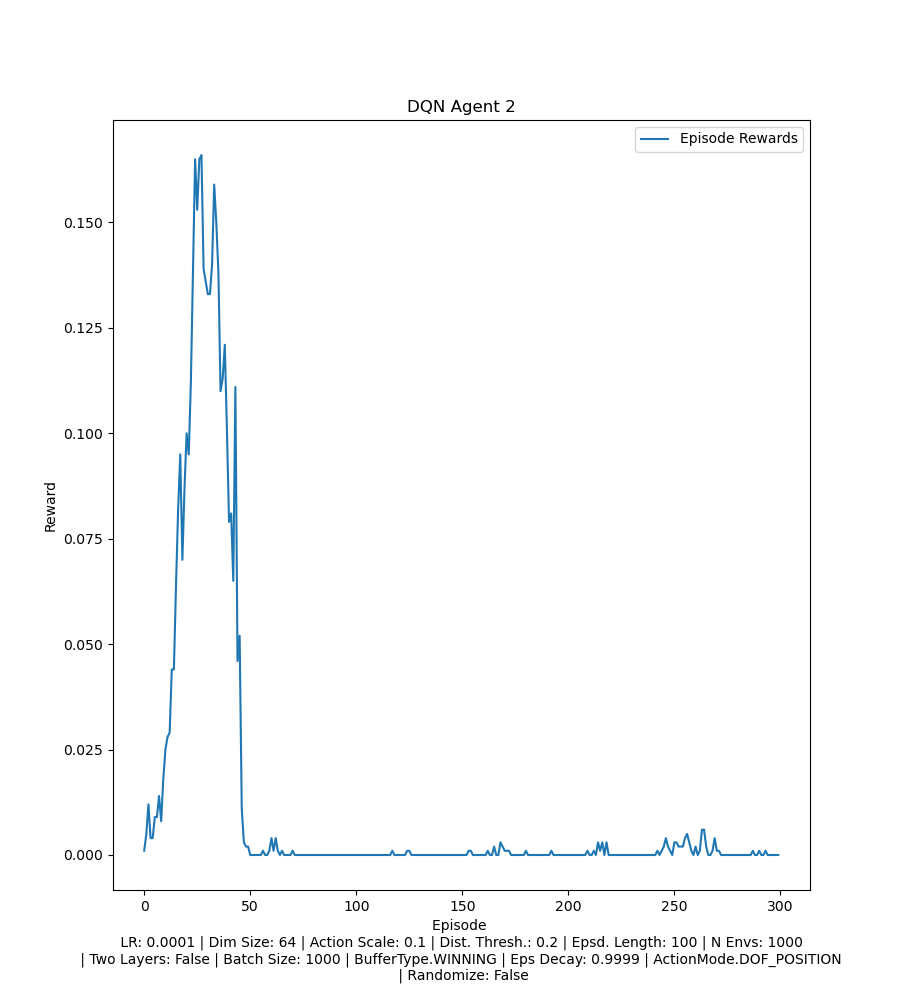 DQN Agent 2
Episode Rewards
0.150
0.125
0.100
0.075
0.050
0.025
0.000
Reward
0 50 100 150 200 250 300
Episode
LR: 0.0001 | Dim Size: 64 | Action Scale: 0.1 | Dist. Thresh.: 0.2 | Epsd. Length: 100 | N Envs: 1000
| Two Layers: False | Batch Size: 1000 | BufferType.WINNING | Eps Decay: 0.9999 | ActionMode.DOF_POSITION
| Randomize: False